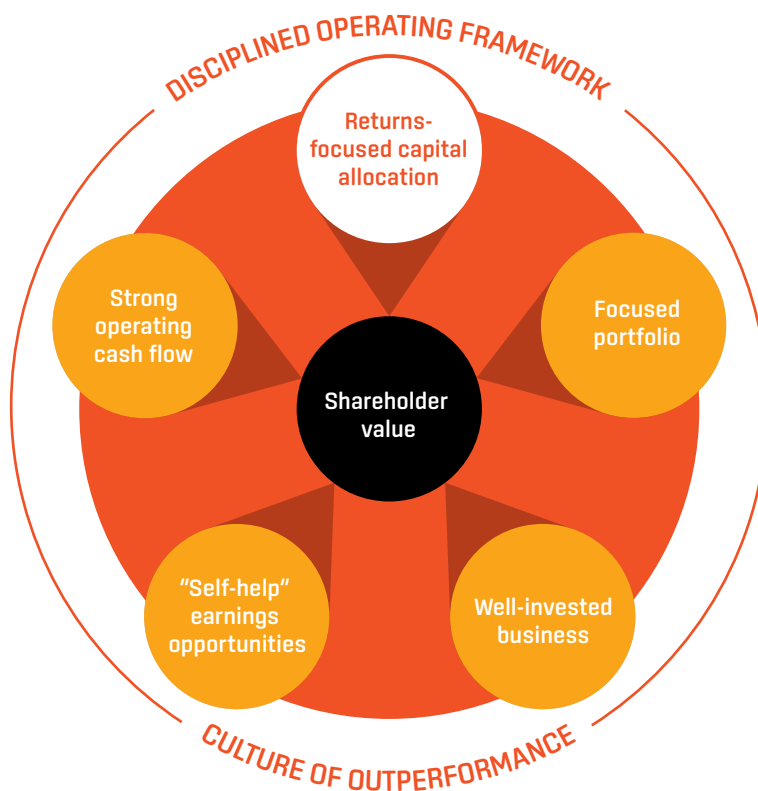 DISCIPLINED OPERATING FRAMEWORK
Returns-
focused capital
allocation
Strong
operating
cash flow
Focused
portfolio
Shareholder
value
“Self-help”
earnings
opportunities
Well-invested
business
CULTURE OF OUTPERFORMANCE